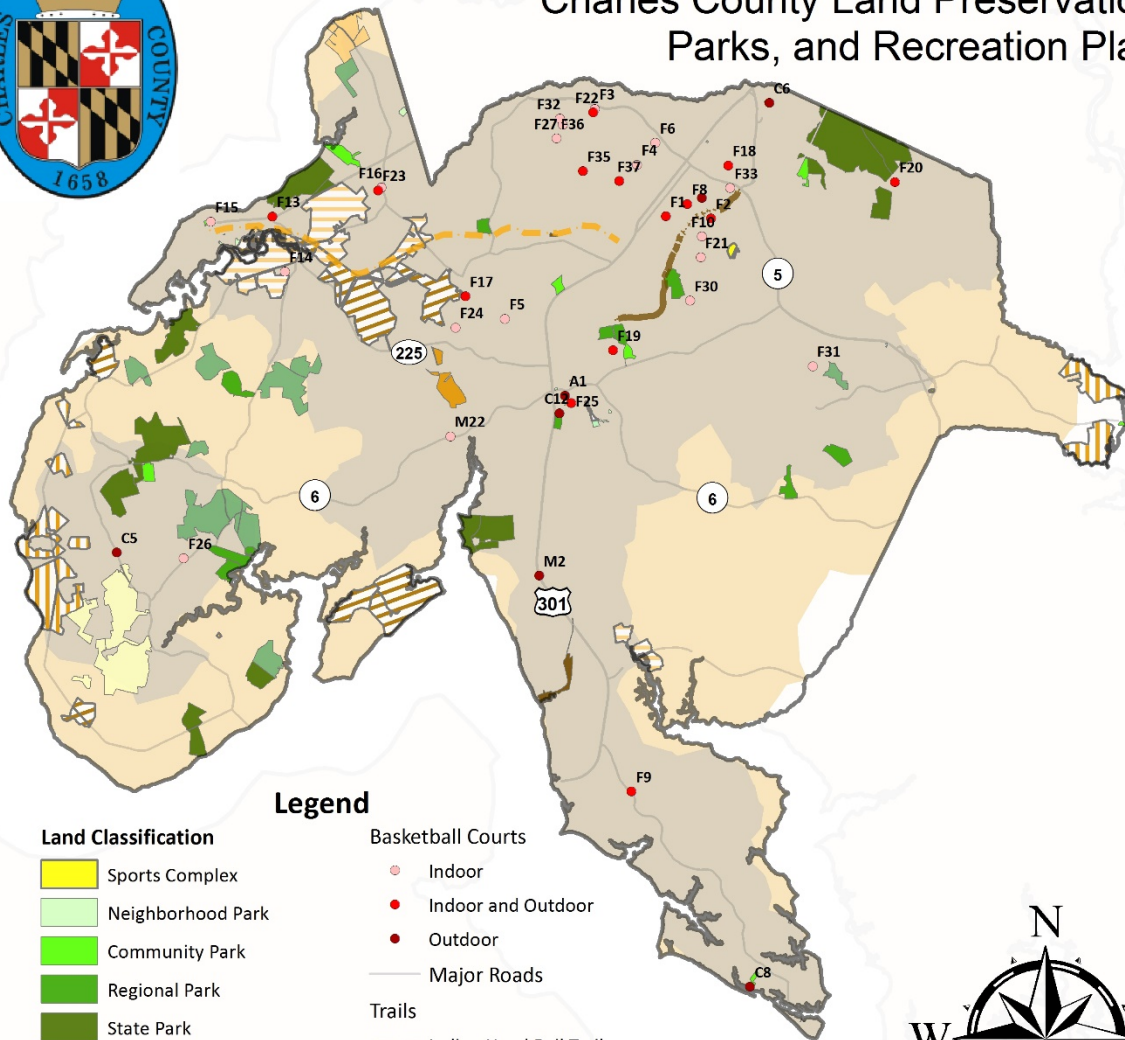 Charles County Land Preservation
Parks, and Recreation Pla
CHARLES
COUNTY
1658
C6
F22
F3
F32
F27
F36
F6
F4
F35
F37
F18
F33
F20
F16
F23
F15
F13
F14
F1
F8
F2
F10
F21
5
F30
F17
F24
F5
225
F19
F31
A1
C12
F25
M22
6
6
C5
F26
M2
301
F9
C8
Legend
Land Classification
Sports Complex
Neighborhood Park
Community Park
Regional Park
State Park
Basketball Courts
Indoor
Indoor and Outdoor
Outdoor
Major Roads
Trails
N
W